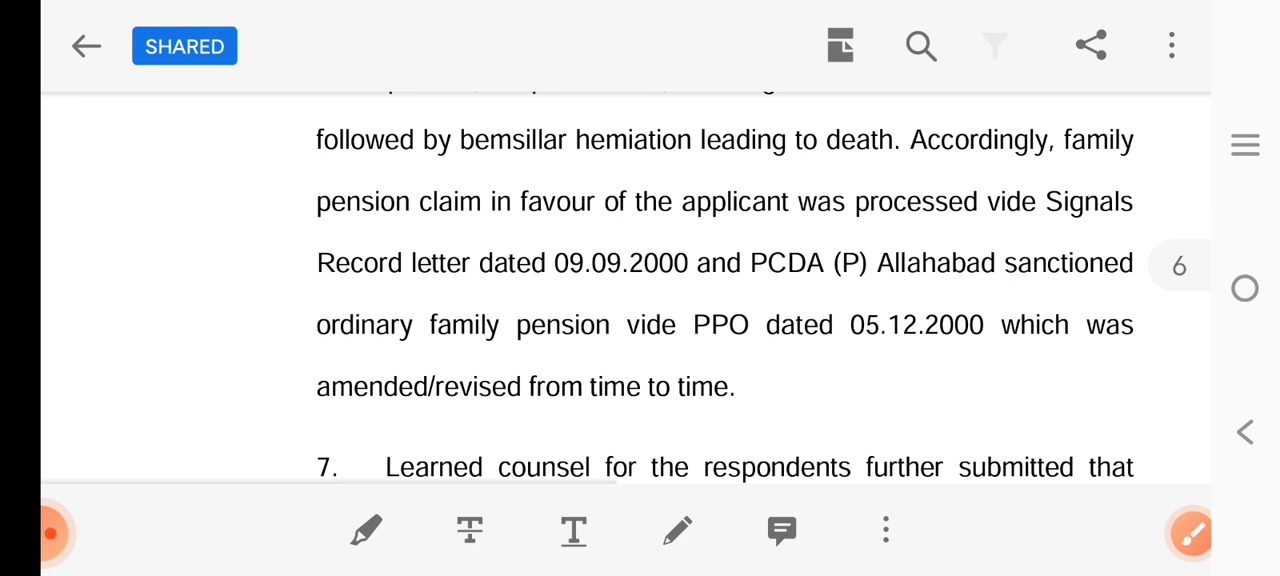 SHARED
followed by bemsillar hemiation leading to death. Accordingly, family
pension claim in favour of the applicant was processed vide Signals
Record letter dated 09.09.2000 and PCDA (P) Allahabad sanctioned
6
ordinary family pension vide PPO dated 05.12.2000 which was
amended/revised from time to time.
7. Learned counsel for the respondents further submitted that